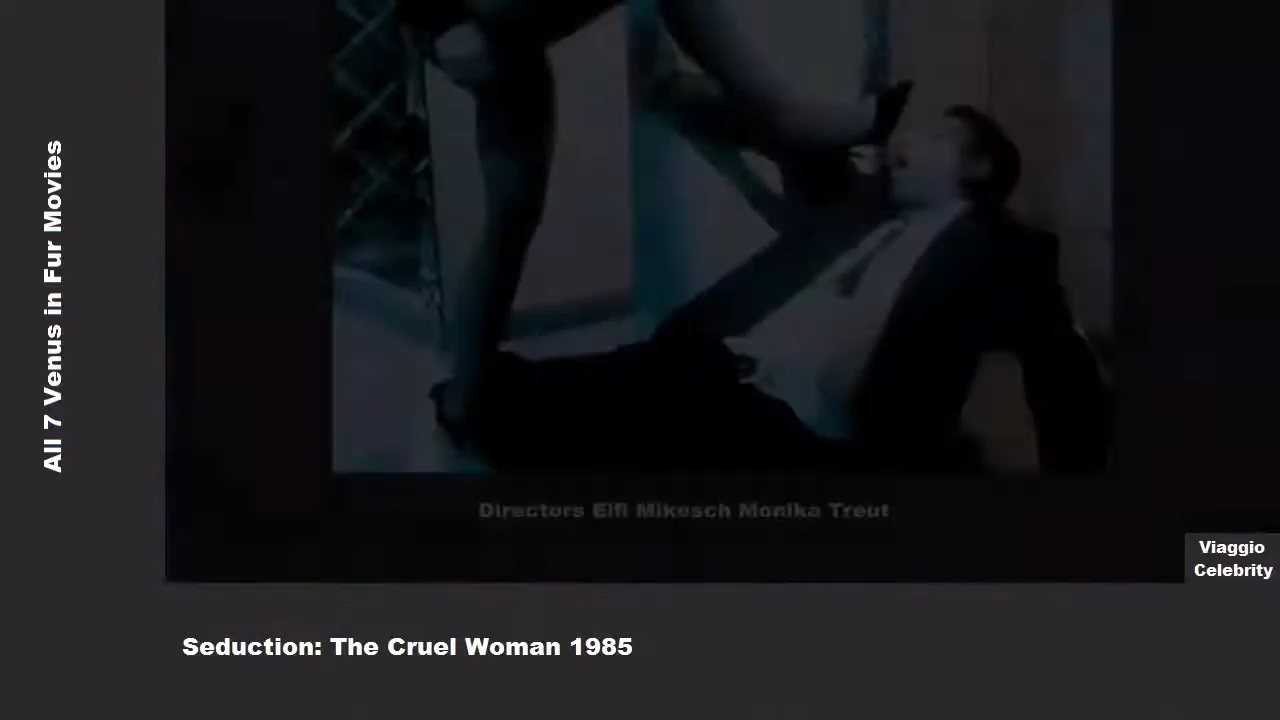 All 7 Venus in Fur Movies
Directors Elfi Mikesch Monika Treut
Viaggio
Celebrity
Seduction: The Cruel Woman 1985